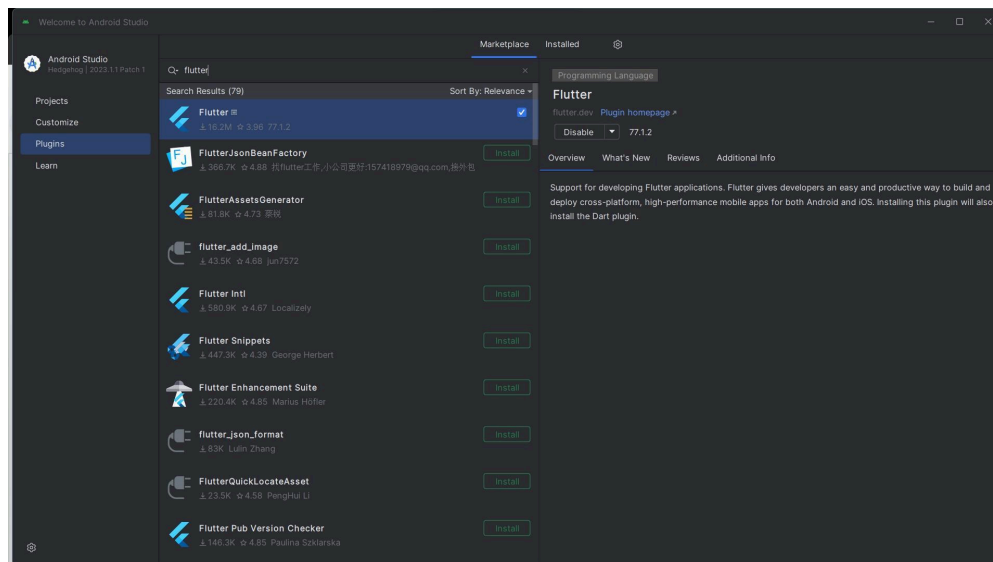 Welcome to Android Studio
Android Studio
Hedgehog | 2023.1.1 Patch 1
Projects
Customize
Plugins
Learn
Marketplace Installed
flutter
Search Results (79) Sort By: Relevance
Flutter
16.2M 3.96 77.1.2
FlutterJsonBeanFactory Install
366.7K 4.88 找flutter工作,小公司更好:157418979@qq.com,接外包
FlutterAssetsGenerator Install
81.8K 4.73
flutter_add_image Install
43.5K 4.68 jun7572
Flutter Intl Install
580.9K 4.67 Localizely
Flutter Snippets Install
447.3K 4.39 George Herbert
Flutter Enhancement Suite Install
220.4K 4.85 Marius Höfler
flutter_json_format Install
83K Lulin Zhang
FlutterQuickLocateAsset Install
23.5K 4.58 PengHui Li
Flutter Pub Version Checker Install
146.3K 4.85 Paulina Szklarska
Programming Language
Flutter
flutter.dev Plugin homepage
Disable 77.1.2
Overview What's New Reviews Additional Info
Support for developing Flutter applications. Flutter gives developers an easy and productive way to build and
deploy cross-platform, high-performance mobile apps for both Android and iOS. Installing this plugin will also
install the Dart plugin.